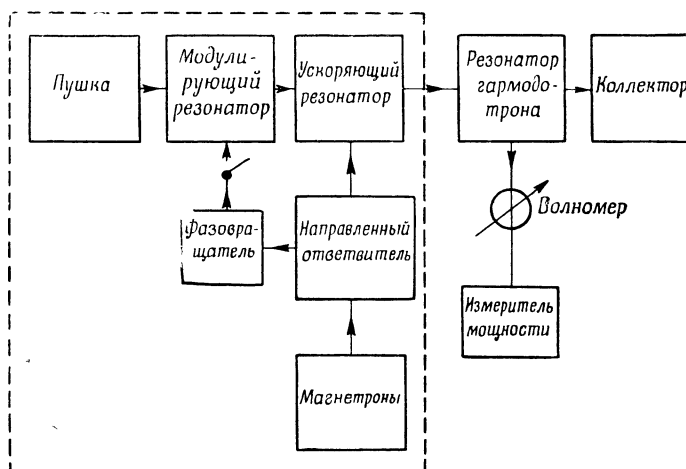 Пушка
Модули-
рующий
резонатор
Ускоряющий
резонатор
Резонатор
гармодо-
трона
Коллектор
Фазовра-
щатель
Направленный
ответвитель
Волномер
Измеритель
мощности
Магнетроны